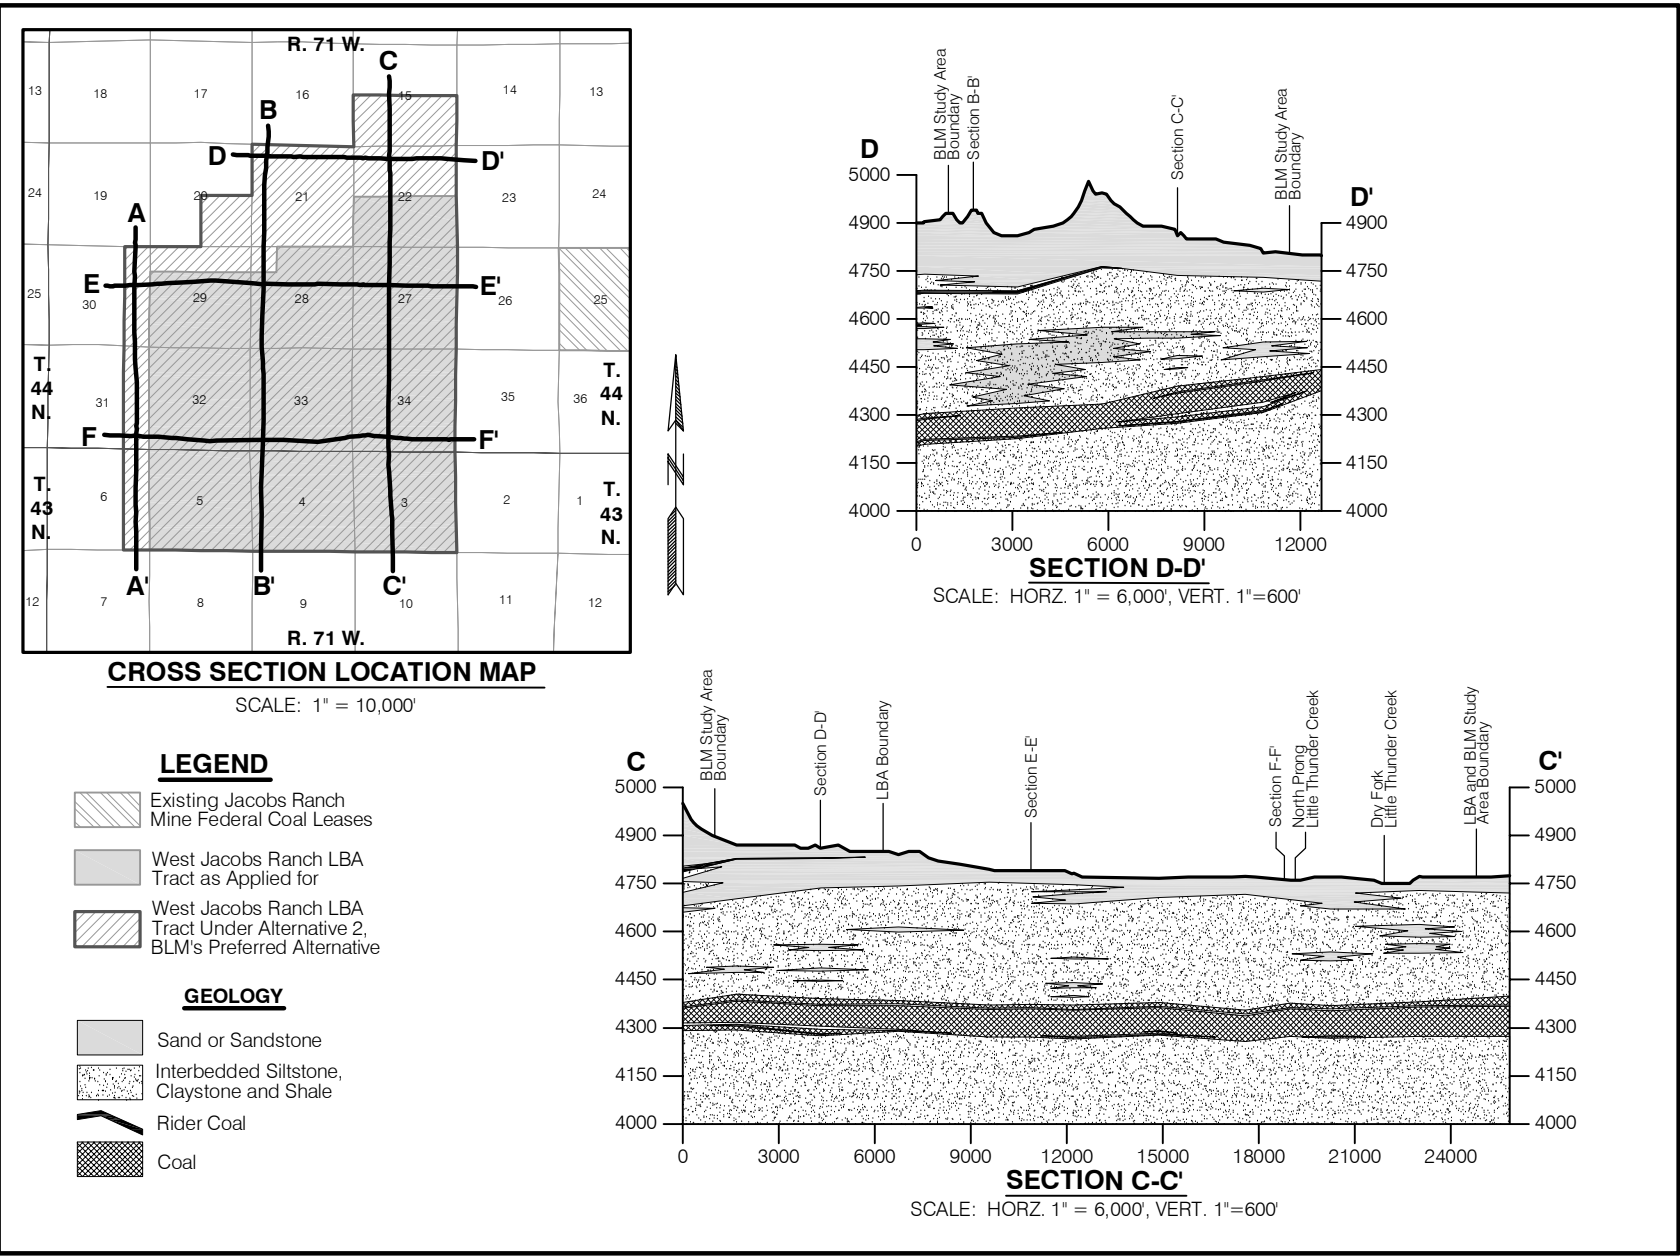 R. 71 W.
C
13 18 17 16 15 14 13
B
D D'
24 19 20 21 22 23 24
A
E E'
25 30 29 28 27 26 25
T.
44
N.
T.
44
N.
31 32 33 34 35 36
F F'
T.
43
N.
T.
43
N.
6 5 4 3 2 1
A' B' C'
12 7 8 9 10 11 12
R. 71 W.
CROSS SECTION LOCATION MAP
SCALE: 1" = 10,000'
N
LEGEND
Existing Jacobs Ranch
Mine Federal Coal Leases
West Jacobs Ranch LBA
Tract as Applied for
West Jacobs Ranch LBA
Tract Under Alternative 2,
BLM's Preferred Alternative
GEOLOGY
Sand or Sandstone
Interbedded Siltstone,
Claystone and Shale
Rider Coal
Coal
BLM Study Area
Boundary
Section B-B'
Section C-C'
BLM Study Area
Boundary
D D'
5000
4900 4900
4750 4750
4600 4600
4450 4450
4300 4300
4150 4150
4000 4000
0 3000 6000 9000 12000
SECTION D-D'
SCALE: HORZ. 1" = 6,000', VERT. 1"=600'
BLM Study Area
Boundary
Section D-D'
LBA Boundary
Section E-E'
Section F-F'
North Prong
Little Thunder Creek
Dry Fork
Little Thunder Creek
LBA and BLM Study
Area Boundary
C C'
5000 5000
4900 4900
4750 4750
4600 4600
4450 4450
4300 4300
4150 4150
4000 4000
0 3000 6000 9000 12000 15000 18000 21000 24000
SECTION C-C'
SCALE: HORZ. 1" = 6,000', VERT. 1"=600'